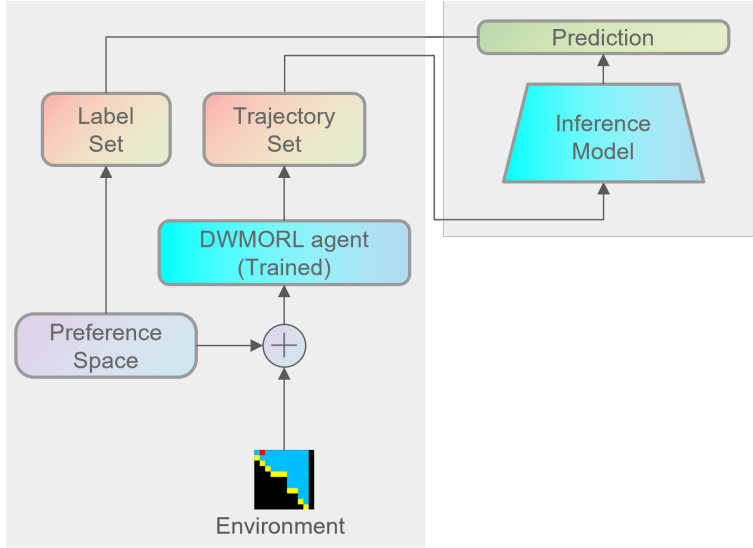 Prediction
Label
Set
Trajectory
Set
Inference
Model
DWMORL agent
(Trained)
Preference
Space
Environment